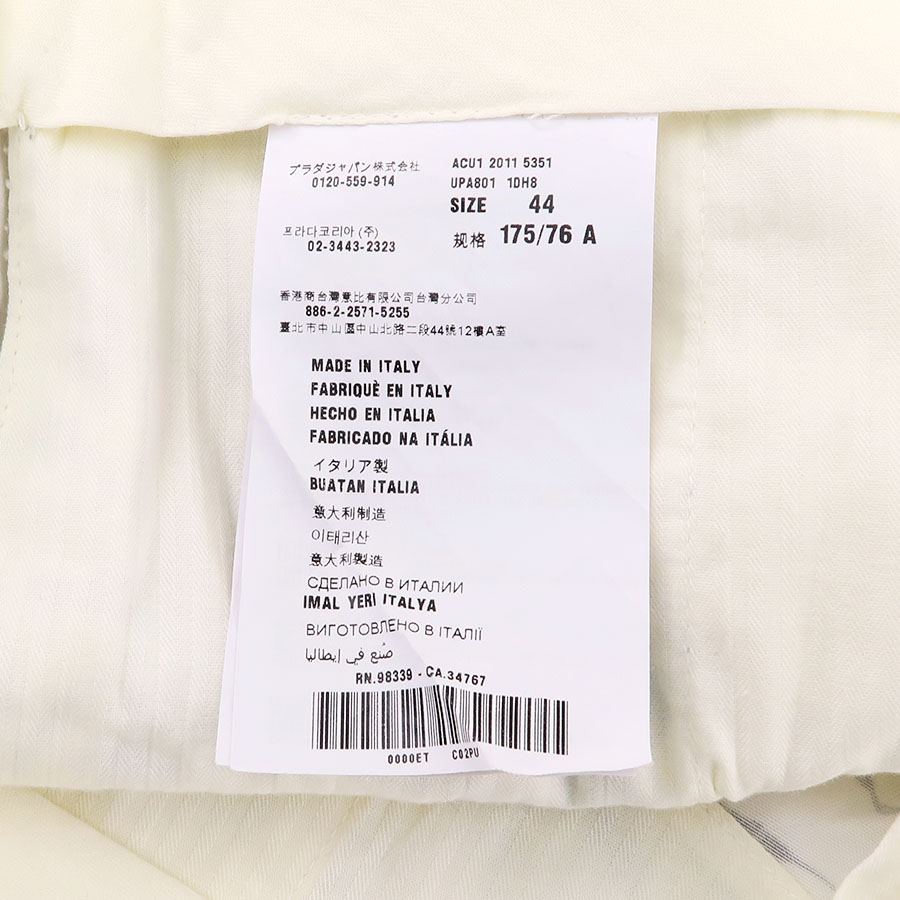 プラダジャパン株式会社
0120-559-914
프라다코리아 (주)
02-3443-2323
ACU1 2011 5351
UPA801 1DH8
SIZE 44
规格 175/76 A
香港商台灣意比有限公司台灣分公司
886-2-2571-5255
臺北市中山區中山北路二段44號12樓A室
MADE IN ITALY
FABRIQUÈ EN ITALY
HECHO EN ITALIA
FABRICADO NA ITÁLIA
イタリア製
BUATAN ITALIA
意大利制造
이태리산
意大利製造
СДЕЛАНО В ИТАЛИИ
IMAL YERI ITALYA
ВИГОТОВЛЕНО В ІТАЛІЇ
صُنع في إيطاليا
RN.98339 - CA.34767
0000ET C02PU